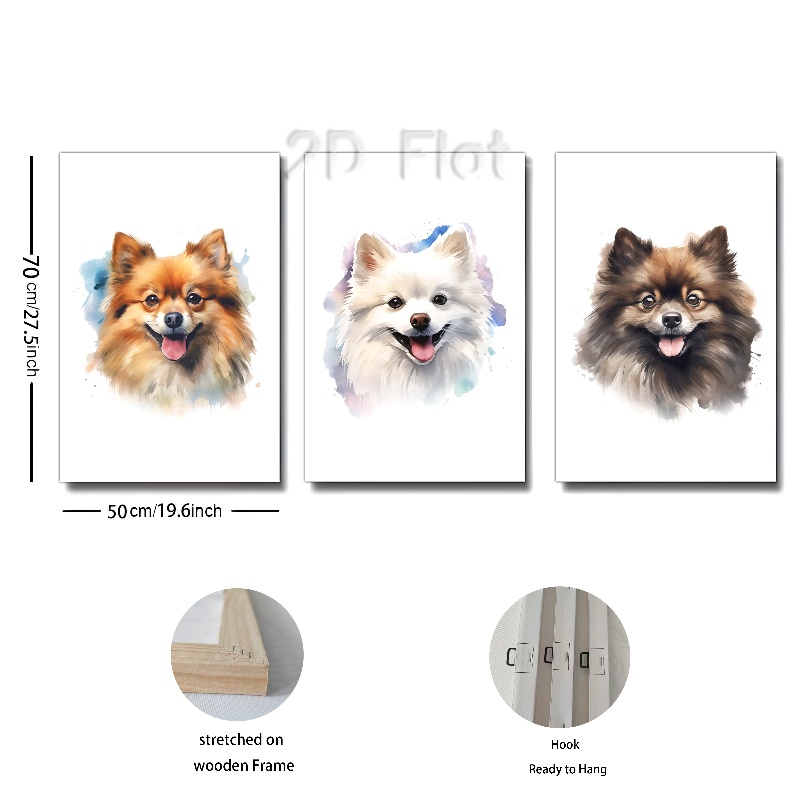 2D Flat
70 cm/27.5inch
50cm/19.6inch
stretched on
wooden Frame
Hook
Ready to Hang